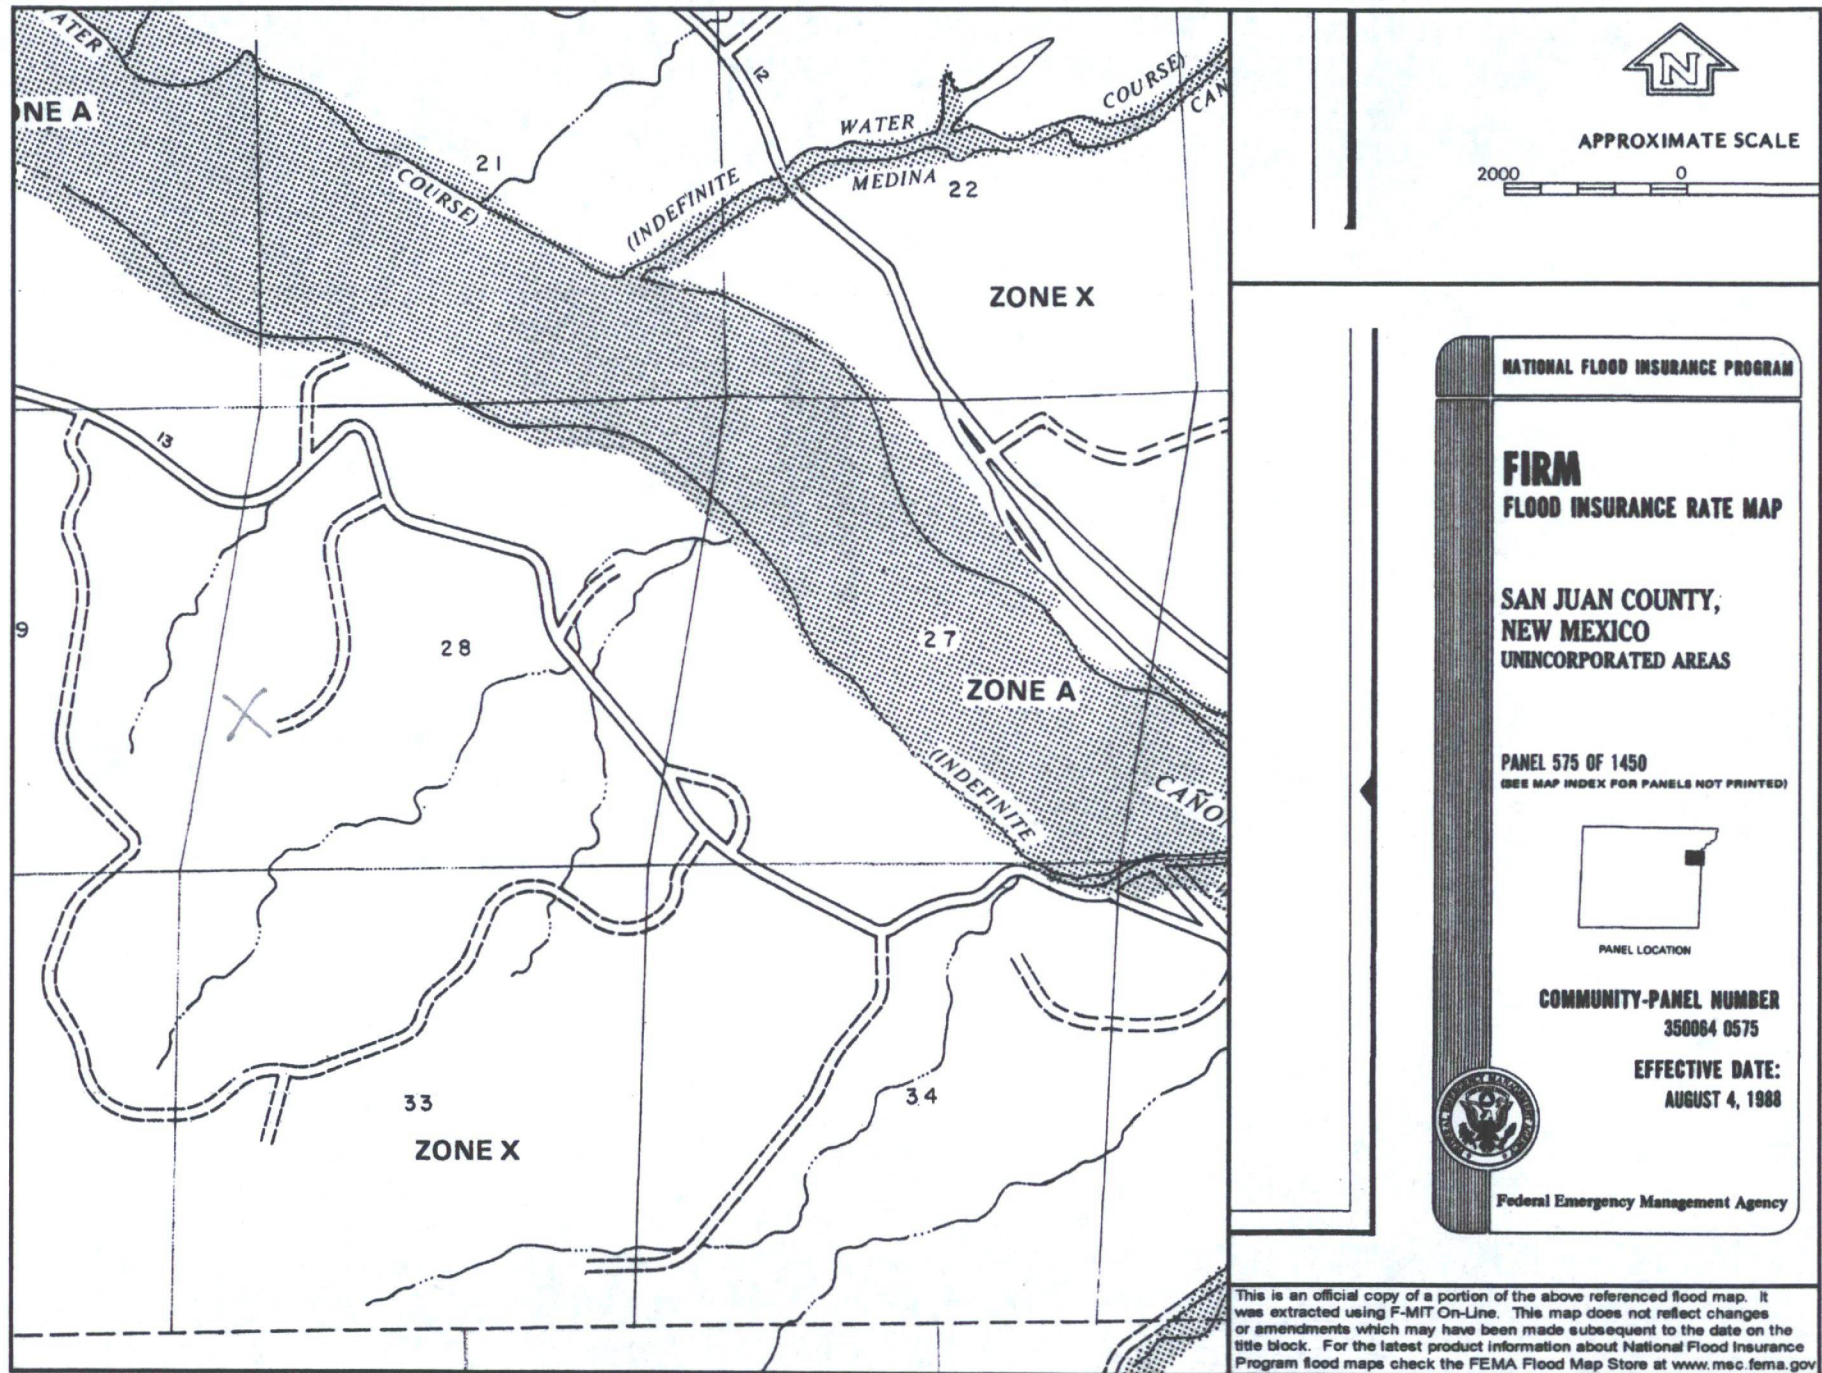 WATER
ZONE A
COURSE)
21
12
(INDEFINITE
WATER
COURSE)
MEDINA
CAN
22
ZONE X
13
9
28
27
ZONE A
(INDEFINITE
CAÑO
33
ZONE X
34
N
APPROXIMATE SCALE
2000 0
NATIONAL FLOOD INSURANCE PROGRAM
FIRM
FLOOD INSURANCE RATE MAP
SAN JUAN COUNTY,
NEW MEXICO
UNINCORPORATED AREAS
PANEL 575 OF 1450
(SEE MAP INDEX FOR PANELS NOT PRINTED)
PANEL LOCATION
COMMUNITY-PANEL NUMBER
350064 0575
EFFECTIVE DATE:
AUGUST 4, 1988
Federal Emergency Management Agency
This is an official copy of a portion of the above referenced flood map. It
was extracted using F-MIT On-Line. This map does not reflect changes
or amendments which may have been made subsequent to the date on the
title block. For the latest product information about National Flood Insurance
Program flood maps check the FEMA Flood Map Store at www.msc.fema.gov